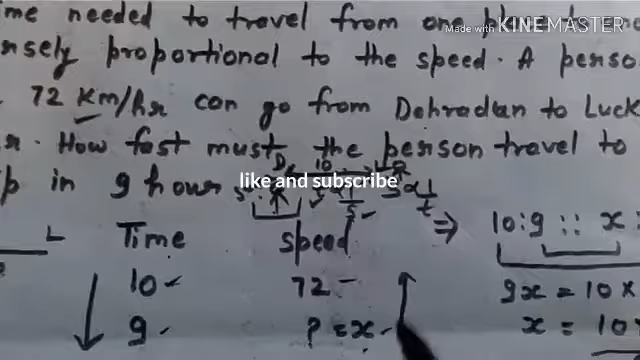 time needed to travel from one
Made With KINEMASTER
proportional to the speed. A perso
72 Km/hr can go from Dehradun to Luck
How fast must the person travel to
in 9 hour
like and subscribe
Time speed
10 72
9 ? = x
10:9 :: x
9x = 10 x
x = 10